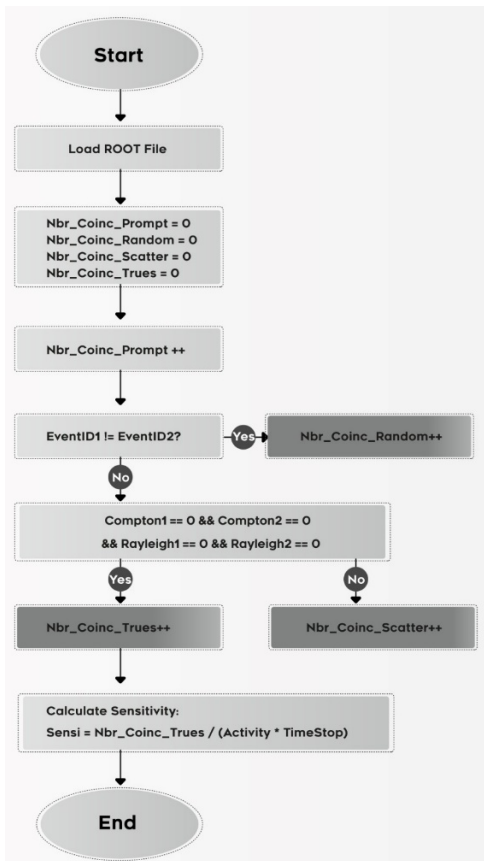 Start
Load ROOT File
Nbr_Coinc_Prompt = 0
Nbr_Coinc_Random = 0
Nbr_Coinc_Scatter = 0
Nbr_Coinc_Trues = 0
Nbr_Coinc_Prompt ++
EventID1 != EventID2?
Yes
Nbr_Coinc_Random++
No
Compton1 == 0 && Compton2 == 0
&& Rayleigh1 == 0 && Rayleigh2 == 0
Yes
No
Nbr_Coinc_Trues++
Nbr_Coinc_Scatter++
Calculate Sensitivity:
Sensi = Nbr_Coinc_Trues / (Activity * TimeStop)
End